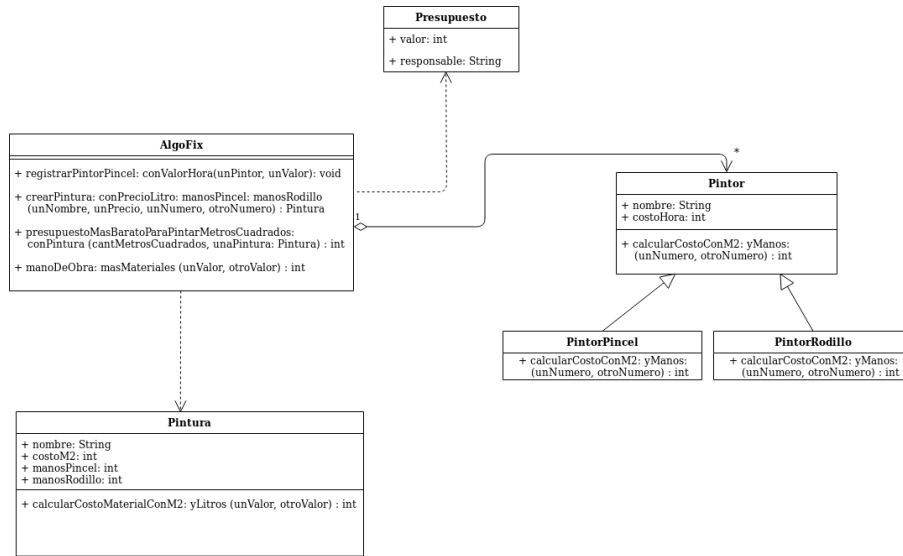 Presupuesto
+ valor: int
+ responsable: String
AlgoFix
+ registrarPintorPincel: conValorHora(unPintor, unValor): void
+ crearPintura: conPrecioLitro: manosPincel: manosRodillo
(unNombre, unPrecio, unNumero, otroNumero) : Pintura
+ presupuestoMasBaratoParaPintarMetrosCuadrados:
conPintura (cantMetrosCuadrados, unaPintura: Pintura) : int
+ manoDeObra: masMateriales (unValor, otroValor) : int
1
*
Pintor
+ nombre: String
+ costoHora: int
+ calcularCostoConM2: yManos:
(unNumero, otroNumero) : int
PintorPincel
+ calcularCostoConM2: yManos:
(unNumero, otroNumero) : int
PintorRodillo
+ calcularCostoConM2: yManos:
(unNumero, otroNumero) : int
Pintura
+ nombre: String
+ costoM2: int
+ manosPincel: int
+ manosRodillo: int
+ calcularCostoMaterialConM2: yLitros (unValor, otroValor) : int